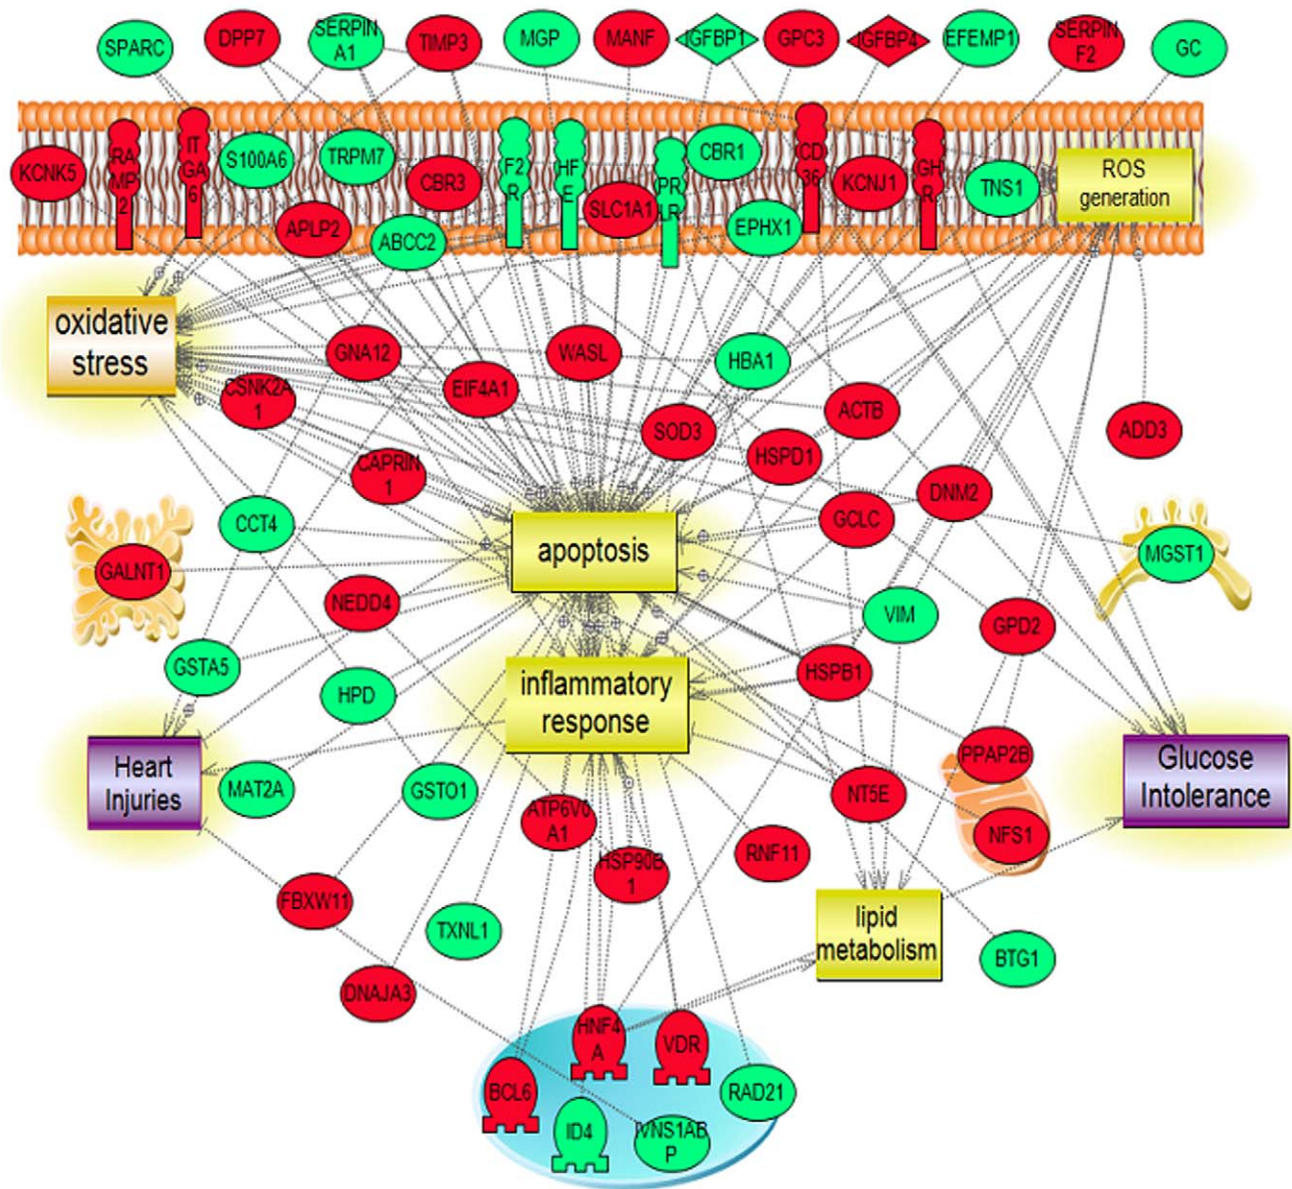 SPARC
DPP7
SERPIN
A1
TIMP3
MGP
MANF
IGFBP1
GPC3
IGFBP4
EFEMP1
SERPIN
F2
GC
KCNK5
RA
MP
2
IT
GA
6
S100A6
TRPM7
CBR3
F2
R
HF
E
SLC1A1
PR
LR
CBR1
CD
36
KCNJ1
GH
R
TNS1
ROS
generation
APLP2
ABCC2
EPHX1
oxidative
stress
GNA12
WASL
HBA1
CSNK2A
1
EIF4A1
SOD3
ACTB
ADD3
HSPD1
CAPRIN
1
DNM2
CCT4
apoptosis
GCLC
MGST1
GALNT1
NEDD4
VIM
GPD2
GSTA5
HPD
inflammatory
response
HSPB1
Heart
Injuries
MAT2A
GSTO1
PPAP2B
Glucose
Intolerance
ATP6V0
A1
NT5E
NFS1
HSP90B
1
RNF11
FBXW11
TXNL1
lipid
metabolism
BTG1
DNAJA3
HNF4
A
VDR
BCL6
RAD21
ID4
IVNS1AB
P